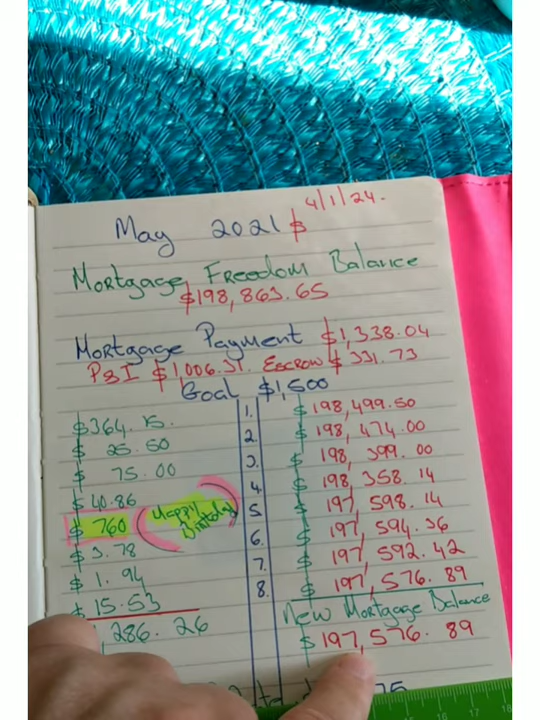 4/1/24.
May 2021 $
Mortgage Freedom Balance
$198,863.65
Mortgage Payment $1,338.04
P&I $1,006.31. Escrow $331.73
Goal $1,500
$364.15. 1. $198,499.50
$ 25.50 2. $198,474.00
$ 75.00 3. $198,399.00
$40.86 4. $198,358.14
$ 760 Happy Birthday 5. $197,598.14
$3.78 6. $197,594.36
$1.94 7. $197,592.42
$15.53 8. $197,576.89
286.26 New Mortgage Balance
$197,576.89